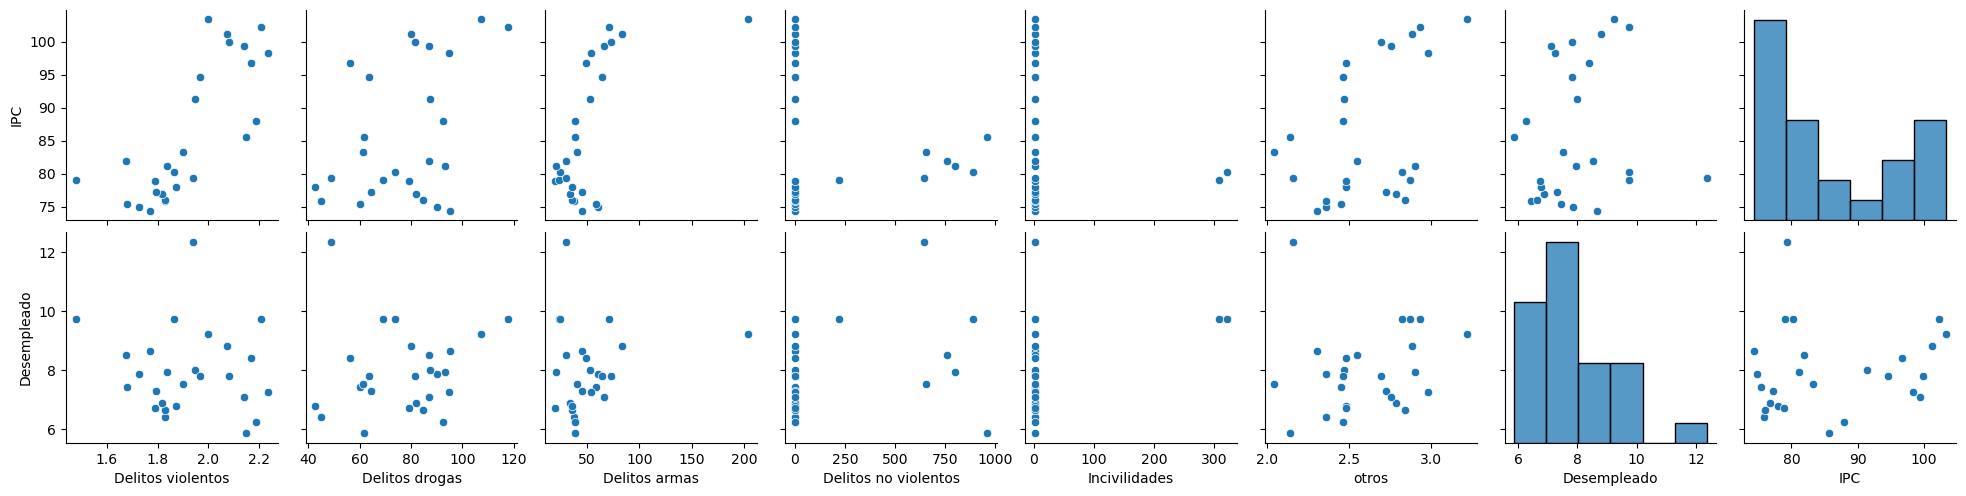 IPC
100
95
90
85
80
75
Desempleado
12
10
8
6
1.6 1.8 2.0 2.2
40 60 80 100 120
50 100 150 200
0 250 500 750 1000
0 100 200 300
2.0 2.5 3.0
6 8 10 12
80 90 100
Delitos violentos
Delitos drogas
Delitos armas
Delitos no violentos
Incivilidades
otros
Desempleado
IPC